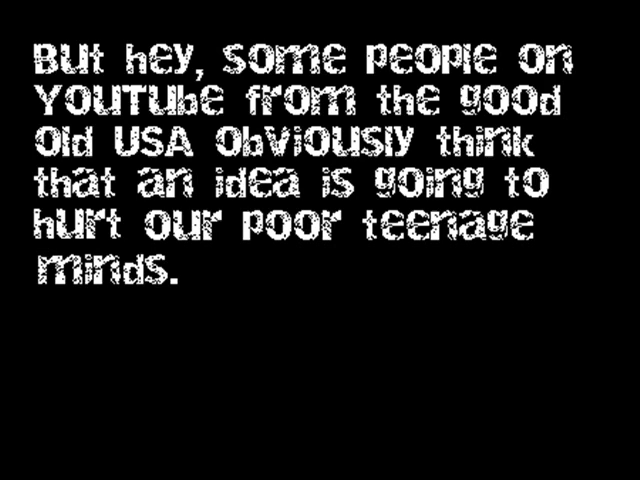 But hey, some people on
YouTube from the good
old USA obviously think
that an idea is going to
hurt our poor teenage
minds.